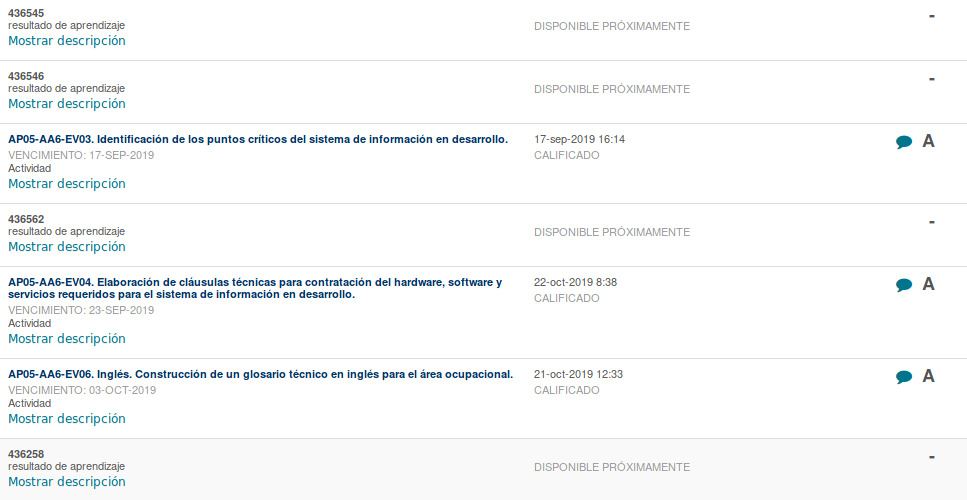 436545
resultado de aprendizaje
Mostrar descripción
DISPONIBLE PRÓXIMAMENTE
-
436546
resultado de aprendizaje
Mostrar descripción
DISPONIBLE PRÓXIMAMENTE
-
AP05-AA6-EV03. Identificación de los puntos críticos del sistema de información en desarrollo.
VENCIMIENTO: 17-SEP-2019
Actividad
Mostrar descripción
17-sep-2019 16:14
CALIFICADO
A
436562
resultado de aprendizaje
Mostrar descripción
DISPONIBLE PRÓXIMAMENTE
-
AP05-AA6-EV04. Elaboración de cláusulas técnicas para contratación del hardware, software y
servicios requeridos para el sistema de información en desarrollo.
VENCIMIENTO: 23-SEP-2019
Actividad
Mostrar descripción
22-oct-2019 8:38
CALIFICADO
A
AP05-AA6-EV06. Inglés. Construcción de un glosario técnico en inglés para el área ocupacional.
VENCIMIENTO: 03-OCT-2019
Actividad
Mostrar descripción
21-oct-2019 12:33
CALIFICADO
A
436258
resultado de aprendizaje
Mostrar descripción
DISPONIBLE PRÓXIMAMENTE
-